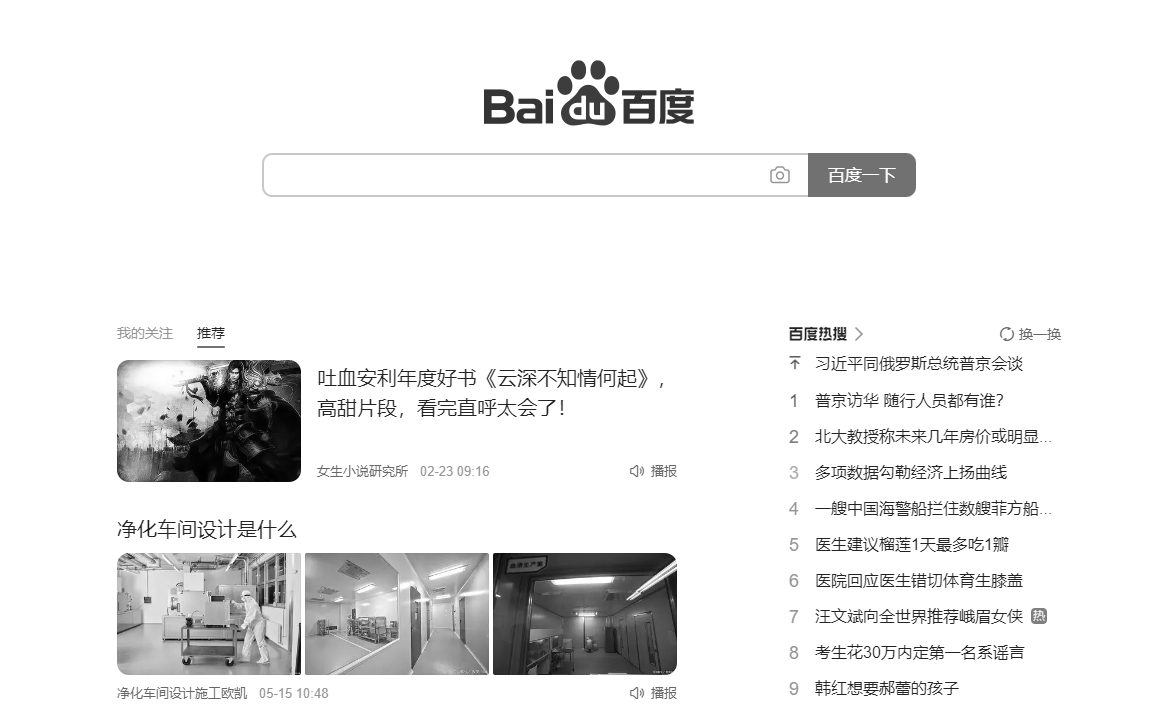 Bai du 百度
百度一下
我的关注 推荐
吐血安利年度好书《云深不知情何起》，
高甜片段，看完直呼太会了！
女生小说研究所 02-23 09:16 播报
净化车间设计是什么
净化车间设计施工欧凯 05-15 10:48 播报
百度热搜 换一换
习近平同俄罗斯总统普京会谈
1 普京访华 随行人员都有谁？
2 北大教授称未来几年房价或明显...
3 多项数据勾勒经济上扬曲线
4 一艘中国海警船拦住数艘菲方船...
5 医生建议榴莲1天最多吃1瓣
6 医院回应医生错切体育生膝盖
7 汪文斌向全世界推荐峨眉女侠 热
8 考生花30万内定第一名系谣言
9 韩红想要郝蕾的孩子